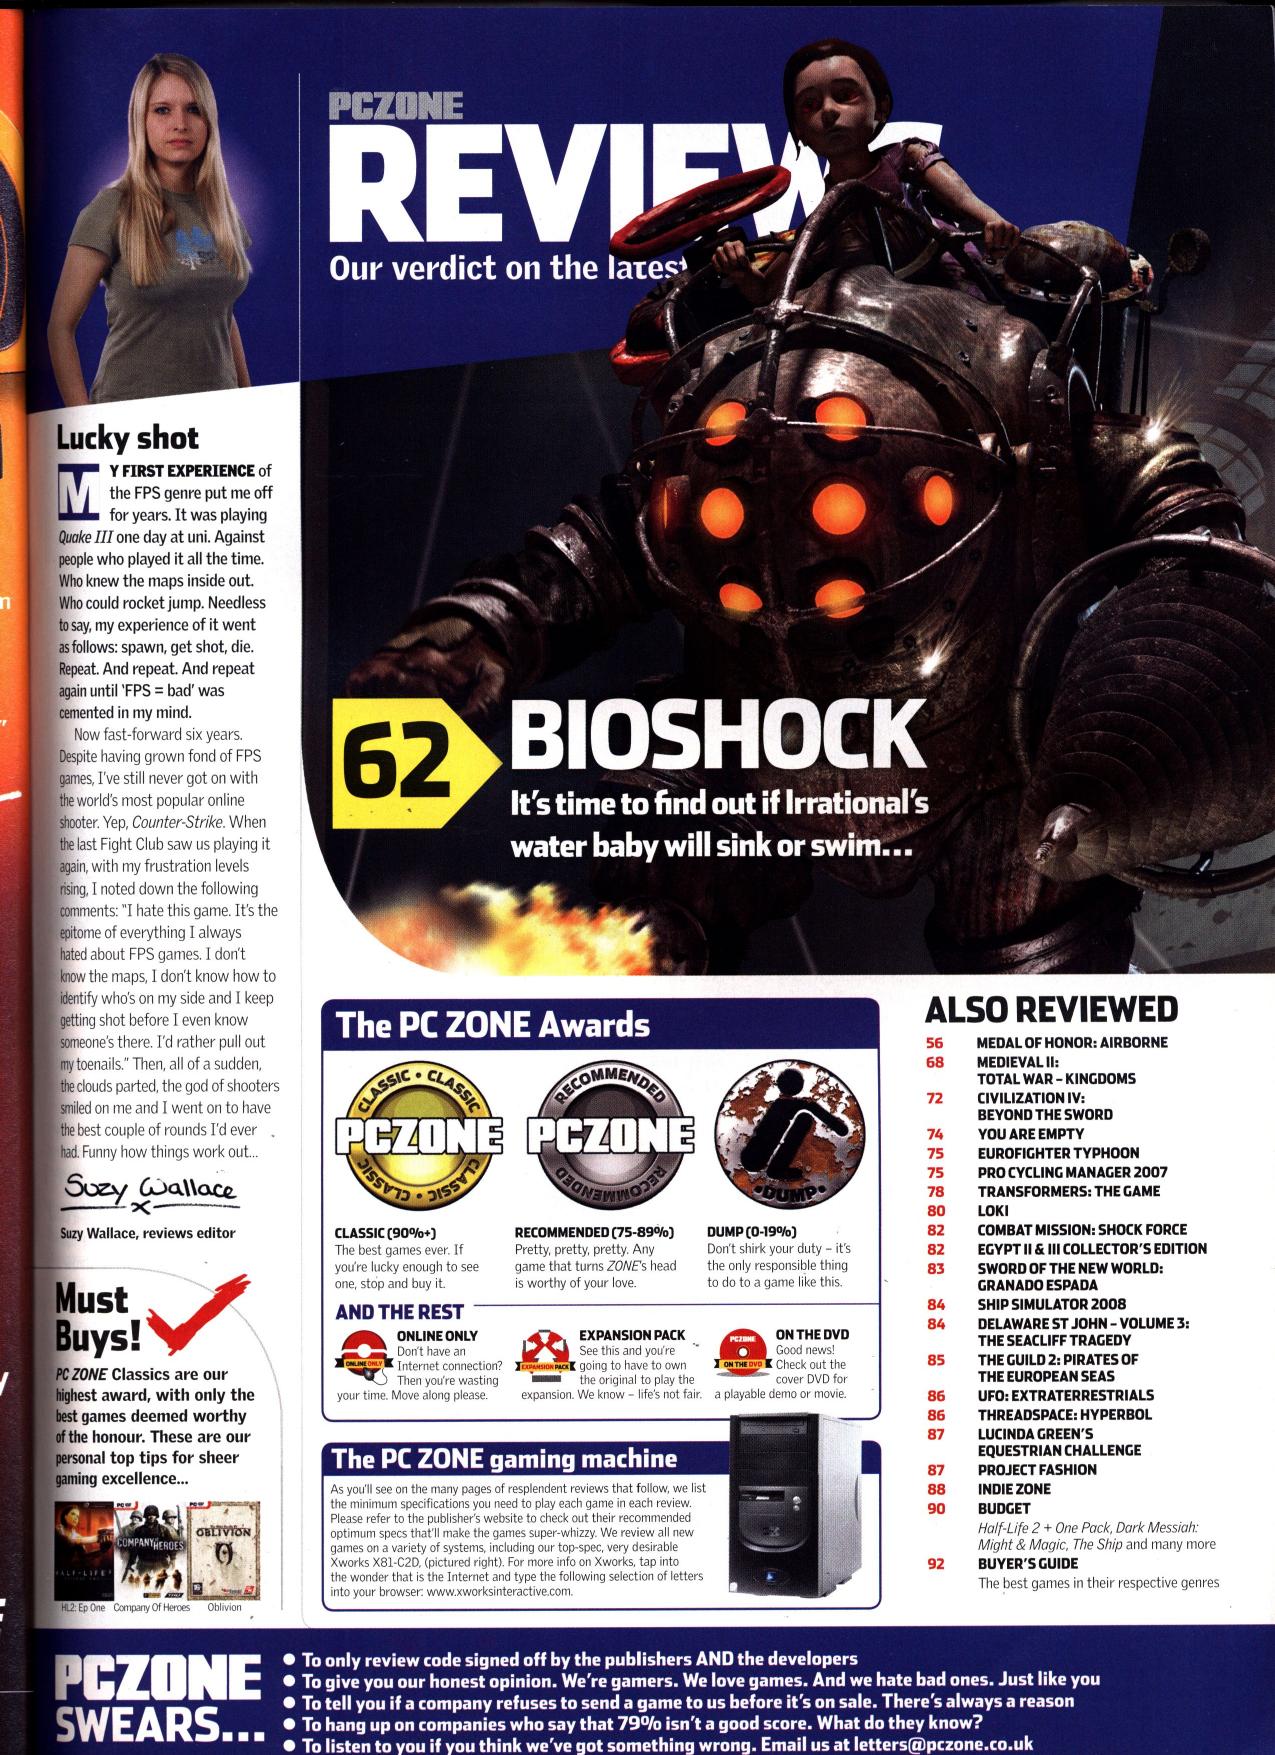 PCZONE
REVIEWS
Our verdict on the latest
Lucky shot
MY FIRST EXPERIENCE of
the FPS genre put me off
for years. It was playing
Quake III one day at uni. Against
people who played it all the time.
Who knew the maps inside out.
Who could rocket jump. Needless
to say, my experience of it went
as follows: spawn, get shot, die.
Repeat. And repeat. And repeat
again until 'FPS = bad' was
cemented in my mind.
Now fast-forward six years.
Despite having grown fond of FPS
games, I've still never got on with
the world's most popular online
shooter. Yep, Counter-Strike. When
the last Fight Club saw us playing it
again, with my frustration levels
rising, I noted down the following
comments: "I hate this game. It's the
epitome of everything I always
hated about FPS games. I don't
know the maps, I don't know how to
identify who's on my side and I keep
getting shot before I even know
someone's there. I'd rather pull out
my toenails." Then, all of a sudden,
the clouds parted, the god of shooters
smiled on me and I went on to have
the best couple of rounds I'd ever
had. Funny how things work out...
Suzy Wallace
x
Suzy Wallace, reviews editor
Must
Buys!
PC ZONE Classics are our
highest award, with only the
best games deemed worthy
of the honour. These are our
personal top tips for sheer
gaming excellence...
HALF-LIFE
COMPANY of HEROES
OBLIVION
HL2: Ep One Company Of Heroes Oblivion
62
BIOSHOCK
It's time to find out if Irrational's
water baby will sink or swim...
The PC ZONE Awards
CLASSIC • CLASSIC
PCZONE
CLASSIC • CLASSIC
RECOMMENDED
PCZONE
RECOMMENDED
•DUMP•
CLASSIC (90%+)
The best games ever. If
you're lucky enough to see
one, stop and buy it.
RECOMMENDED (75-89%)
Pretty, pretty, pretty. Any
game that turns ZONE's head
is worthy of your love.
DUMP (0-19%)
Don't shirk your duty – it's
the only responsible thing
to do to a game like this.
AND THE REST
ONLINE ONLY
ONLINE ONLY
Don't have an
Internet connection?
Then you're wasting
your time. Move along please.
EXPANSION PACK
EXPANSION PACK
See this and you're
going to have to own
the original to play the
expansion. We know – life's not fair.
PCZONE
ON THE DVD
ON THE DVD
Good news!
Check out the
cover DVD for
a playable demo or movie.
The PC ZONE gaming machine
As you'll see on the many pages of resplendent reviews that follow, we list
the minimum specifications you need to play each game in each review.
Please refer to the publisher's website to check out their recommended
optimum specs that'll make the games super-whizzy. We review all new
games on a variety of systems, including our top-spec, very desirable
Xworks X81-C2D, (pictured right). For more info on Xworks, tap into
the wonder that is the Internet and type the following selection of letters
into your browser: www.xworksinteractive.com.
ALSO REVIEWED
56 MEDAL OF HONOR: AIRBORNE
68 MEDIEVAL II:
TOTAL WAR – KINGDOMS
72 CIVILIZATION IV:
BEYOND THE SWORD
74 YOU ARE EMPTY
75 EUROFIGHTER TYPHOON
75 PRO CYCLING MANAGER 2007
78 TRANSFORMERS: THE GAME
80 LOKI
82 COMBAT MISSION: SHOCK FORCE
82 EGYPT II & III COLLECTOR'S EDITION
83 SWORD OF THE NEW WORLD:
GRANADO ESPADA
84 SHIP SIMULATOR 2008
84 DELAWARE ST JOHN – VOLUME 3:
THE SEACLIFF TRAGEDY
85 THE GUILD 2: PIRATES OF
THE EUROPEAN SEAS
86 UFO: EXTRATERRESTRIALS
86 THREADSPACE: HYPERBOL
87 LUCINDA GREEN'S
EQUESTRIAN CHALLENGE
87 PROJECT FASHION
88 INDIE ZONE
90 BUDGET
Half-Life 2 + One Pack, Dark Messiah:
Might & Magic, The Ship and many more
92 BUYER'S GUIDE
The best games in their respective genres
PCZONE
SWEARS...
● To only review code signed off by the publishers AND the developers
● To give you our honest opinion. We're gamers. We love games. And we hate bad ones. Just like you
● To tell you if a company refuses to send a game to us before it's on sale. There's always a reason
● To hang up on companies who say that 79% isn't a good score. What do they know?
● To listen to you if you think we've got something wrong. Email us at letters@pczone.co.uk